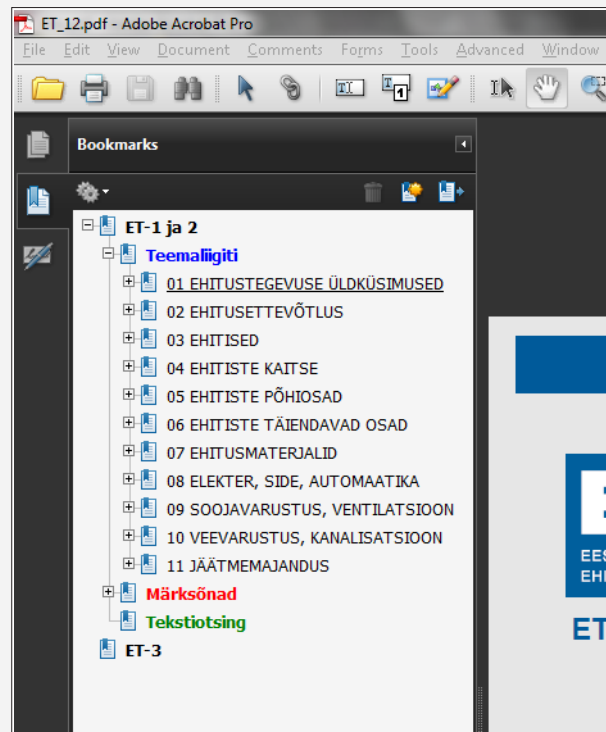 ET_12.pdf - Adobe Acrobat Pro
File Edit View Document Comments Forms Tools Advanced Window
Bookmarks
ET-1 ja 2
Teemaliigiti
01 EHITUSTEGEVUSE ÜLDKÜSIMUSED
02 EHITUSETTEVÕTLUS
03 EHITISED
04 EHITISTE KAITSE
05 EHITISTE PÕHIOSAD
06 EHITISTE TÄIENDAVAD OSAD
07 EHITUSMATERJALID
08 ELEKTER, SIDE, AUTOMAATIKA
09 SOOJAVARUSTUS, VENTILATSIOON
10 VEEVARUSTUS, KANALISATSIOON
11 JÄÄTMEMAJANDUS
Märksõnad
Tekstiotsing
ET-3
EES
EHI
ET